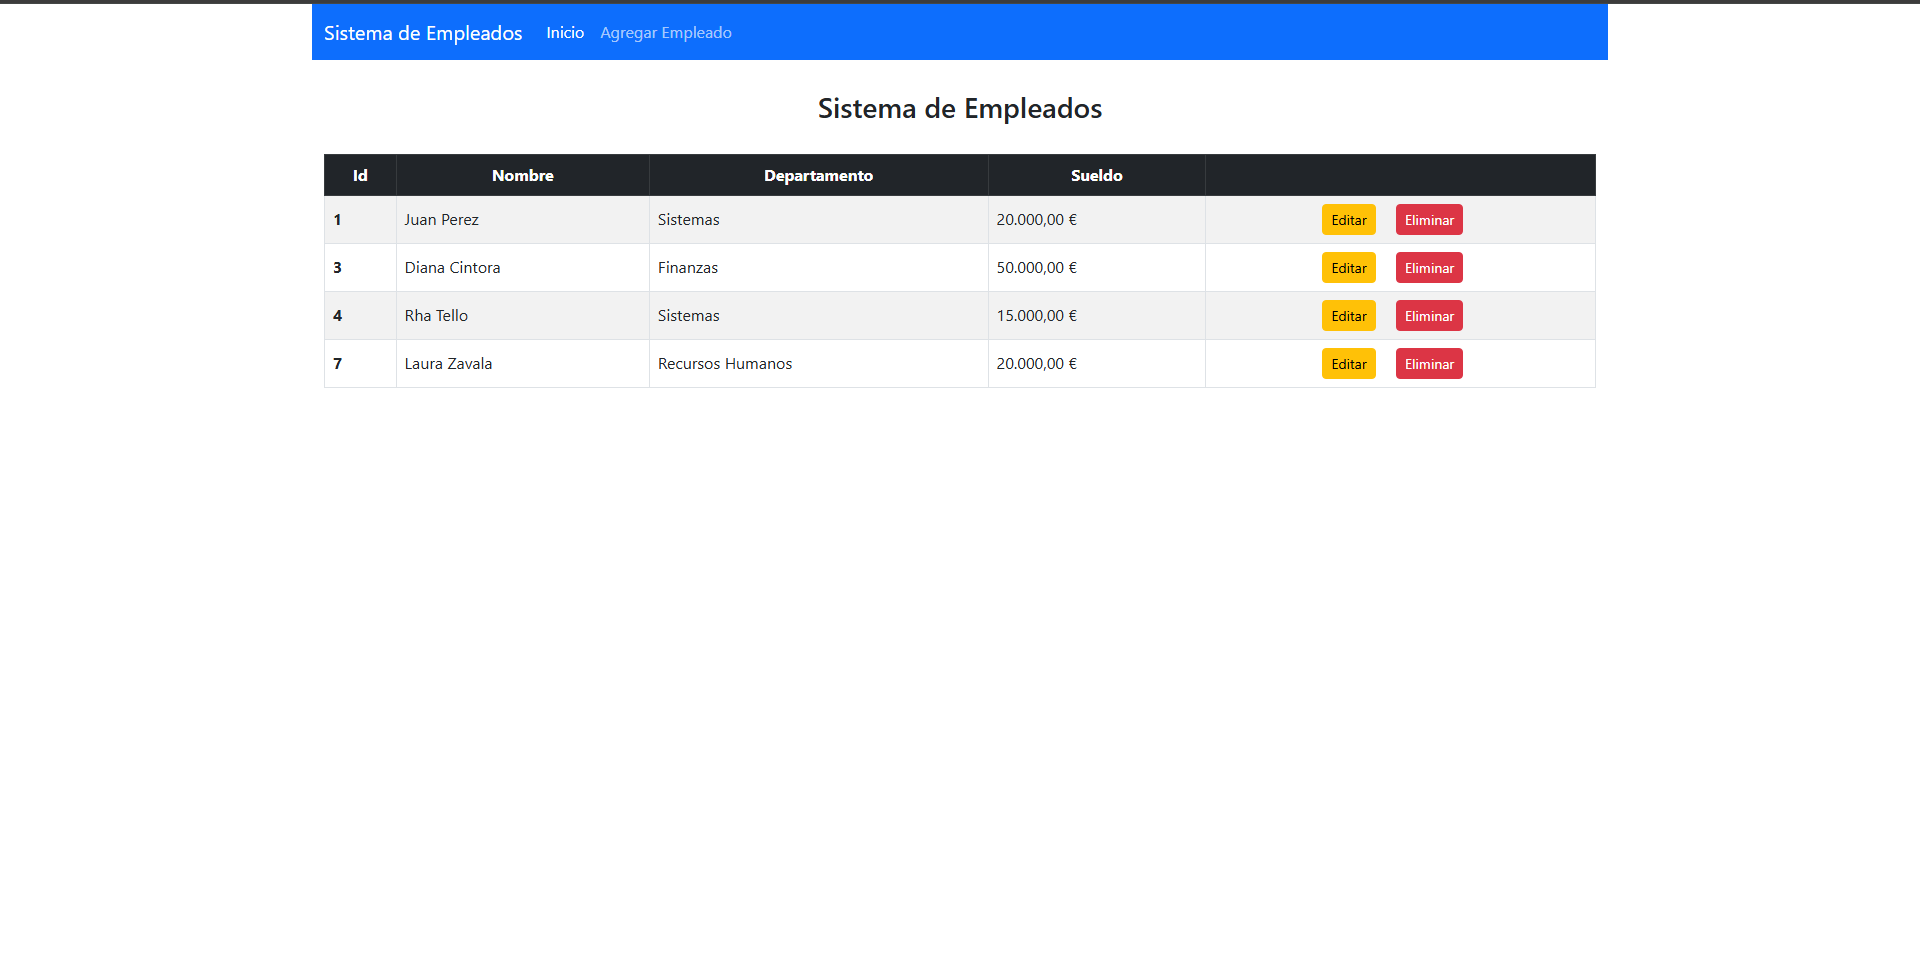 Sistema de Empleados Inicio Agregar Empleado
Sistema de Empleados
Id Nombre Departamento Sueldo
1 Juan Perez Sistemas 20.000,00 € Editar Eliminar
3 Diana Cintora Finanzas 50.000,00 € Editar Eliminar
4 Rha Tello Sistemas 15.000,00 € Editar Eliminar
7 Laura Zavala Recursos Humanos 20.000,00 € Editar Eliminar